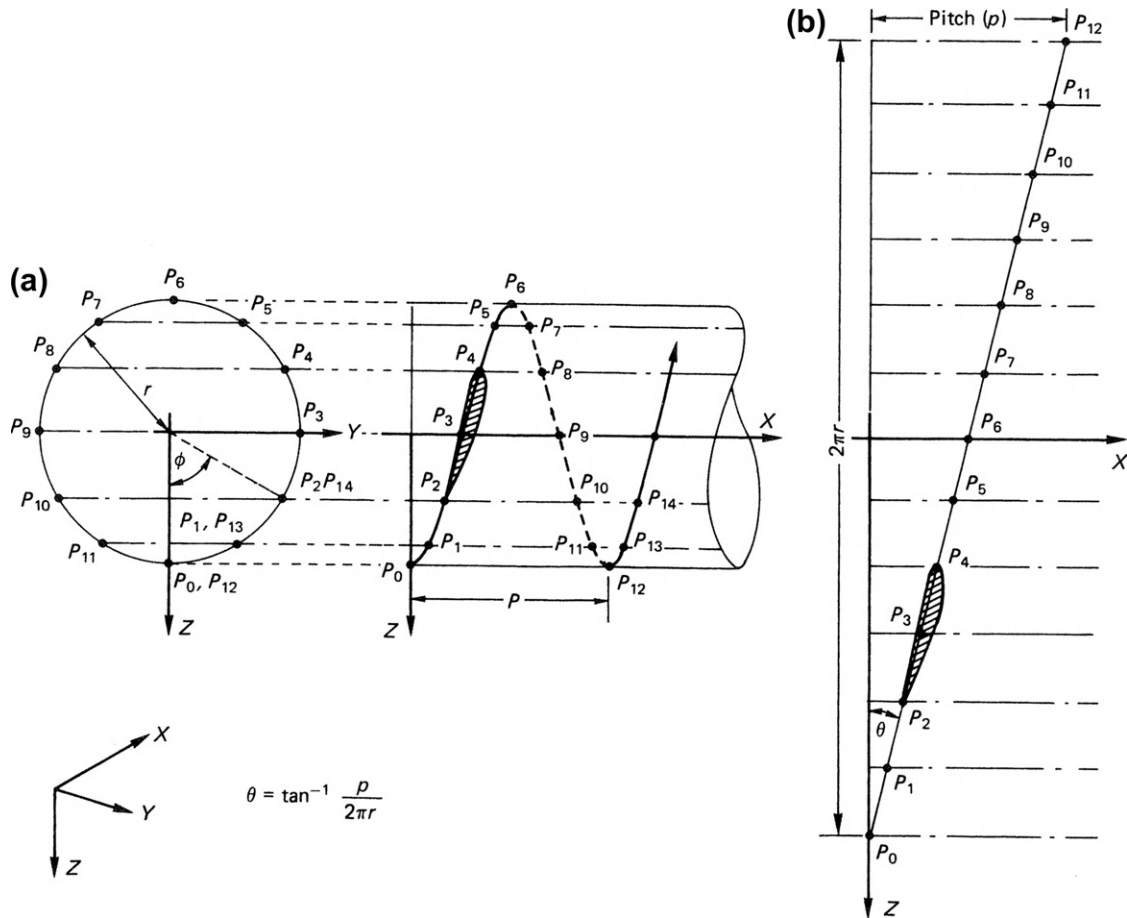 (a)
P₆
P₇
P₅
P₈
P₄
r
P₉
P₃
Y
φ
P₁₀
P₂P₁₄
P₁, P₁₃
P₁₁
P₀, P₁₂
Z
P₆
P₅
P₇
P₄
P₈
P₃
P₉
X
P₂
P₁₀
P₁₄
P₁
P₁₁
P₁₃
P₀
P₁₂
P
Z
X
Y
Z
θ = tan⁻¹ p / 2πr
(b)
Pitch (p)
P₁₂
P₁₁
P₁₀
P₉
P₈
P₇
2πr
P₆
X
P₅
P₄
P₃
P₂
θ
P₁
P₀
Z